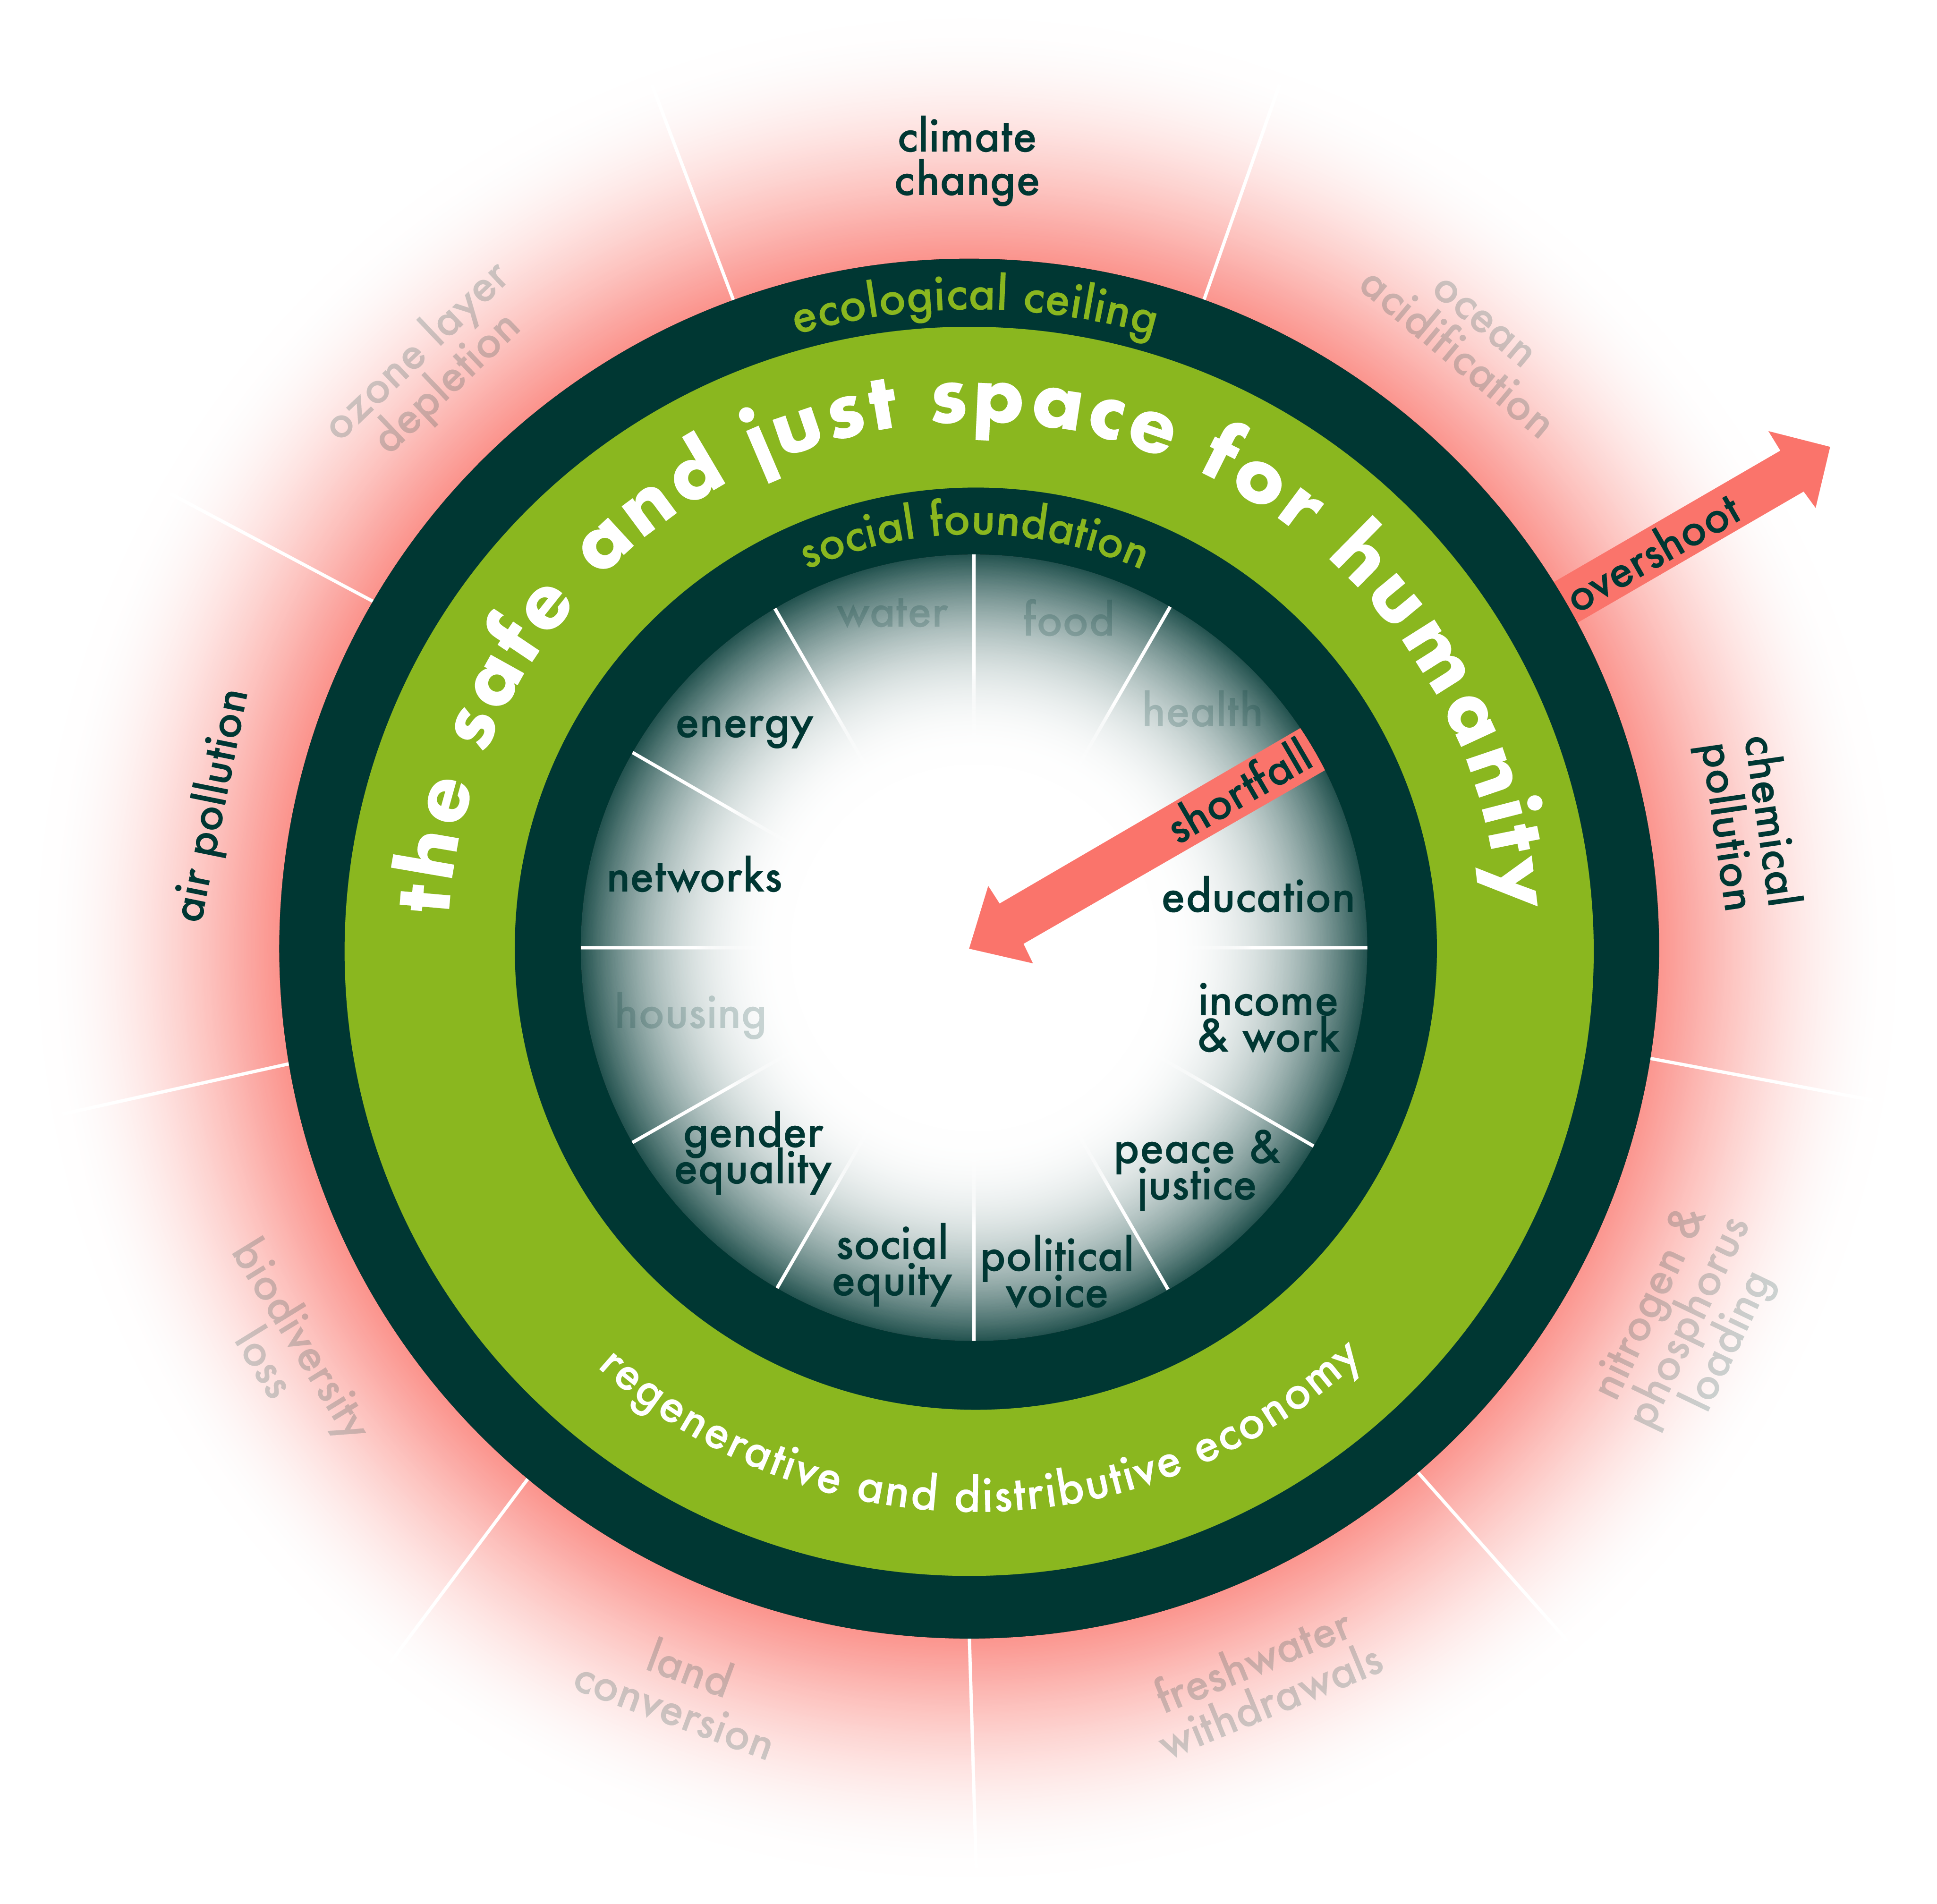 climate
change
ocean
acidification
chemical
pollution
nitrogen &
phosphorus
loading
freshwater
withdrawals
land
conversion
biodiversity
loss
air pollution
ozone layer
depletion
overshoot
ecological ceiling
the safe and just space for humanity
social foundation
water
food
health
shortfall
education
income
& work
peace &
justice
political
voice
social
equity
gender
equality
housing
networks
energy
regenerative and distributive economy